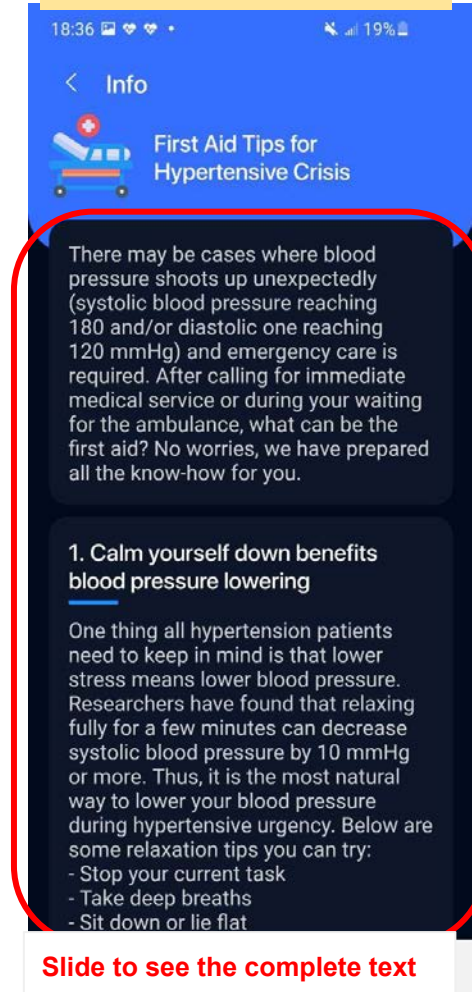 18:36 19%
Info
First Aid Tips for
Hypertensive Crisis
There may be cases where blood
pressure shoots up unexpectedly
(systolic blood pressure reaching
180 and/or diastolic one reaching
120 mmHg) and emergency care is
required. After calling for immediate
medical service or during your waiting
for the ambulance, what can be the
first aid? No worries, we have prepared
all the know-how for you.
1. Calm yourself down benefits
blood pressure lowering
One thing all hypertension patients
need to keep in mind is that lower
stress means lower blood pressure.
Researchers have found that relaxing
fully for a few minutes can decrease
systolic blood pressure by 10 mmHg
or more. Thus, it is the most natural
way to lower your blood pressure
during hypertensive urgency. Below are
some relaxation tips you can try:
- Stop your current task
- Take deep breaths
- Sit down or lie flat
Slide to see the complete text